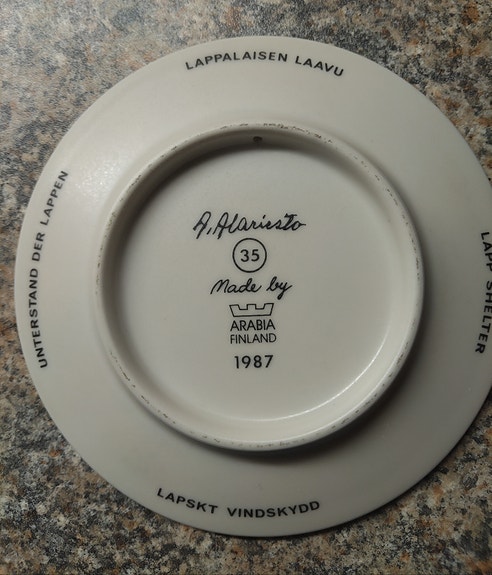 LAPPALAISEN LAAVU
UNTERSTAND DER LAPPEN
LAPP SHELTER
A. Alariesto
35
Made by
ARABIA
FINLAND
1987
LAPSKT VINDSKYDD